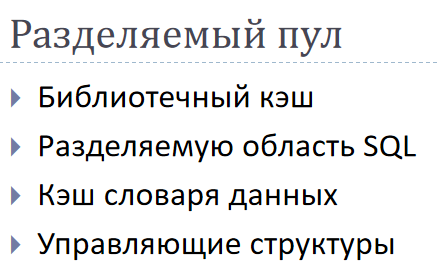 Разделяемый пул
Библиотечный кэш
Разделяемую область SQL
Кэш словаря данных
Управляющие структуры